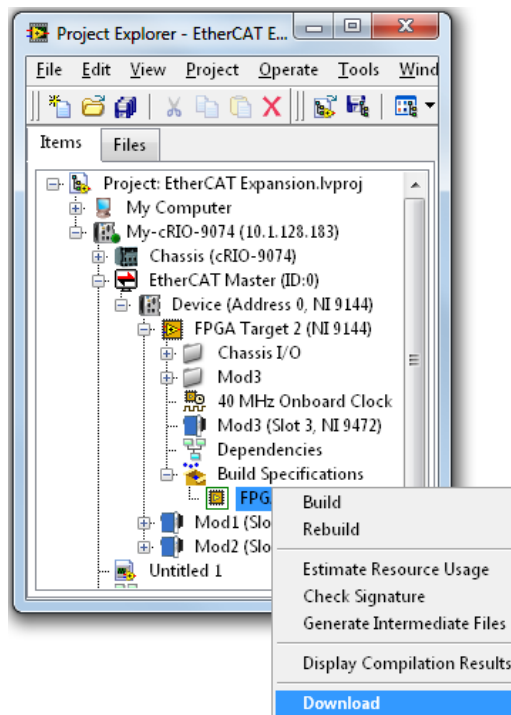 Project Explorer - EtherCAT E...
File Edit View Project Operate Tools Wind
Items Files
Project: EtherCAT Expansion.lvproj
My Computer
My-cRIO-9074 (10.1.128.183)
Chassis (cRIO-9074)
EtherCAT Master (ID:0)
Device (Address 0, NI 9144)
FPGA Target 2 (NI 9144)
Chassis I/O
Mod3
40 MHz Onboard Clock
Mod3 (Slot 3, NI 9472)
Dependencies
Build Specifications
FPG
Mod1 (Slo
Mod2 (Slo
Untitled 1
Build
Rebuild
Estimate Resource Usage
Check Signature
Generate Intermediate Files
Display Compilation Results
Download